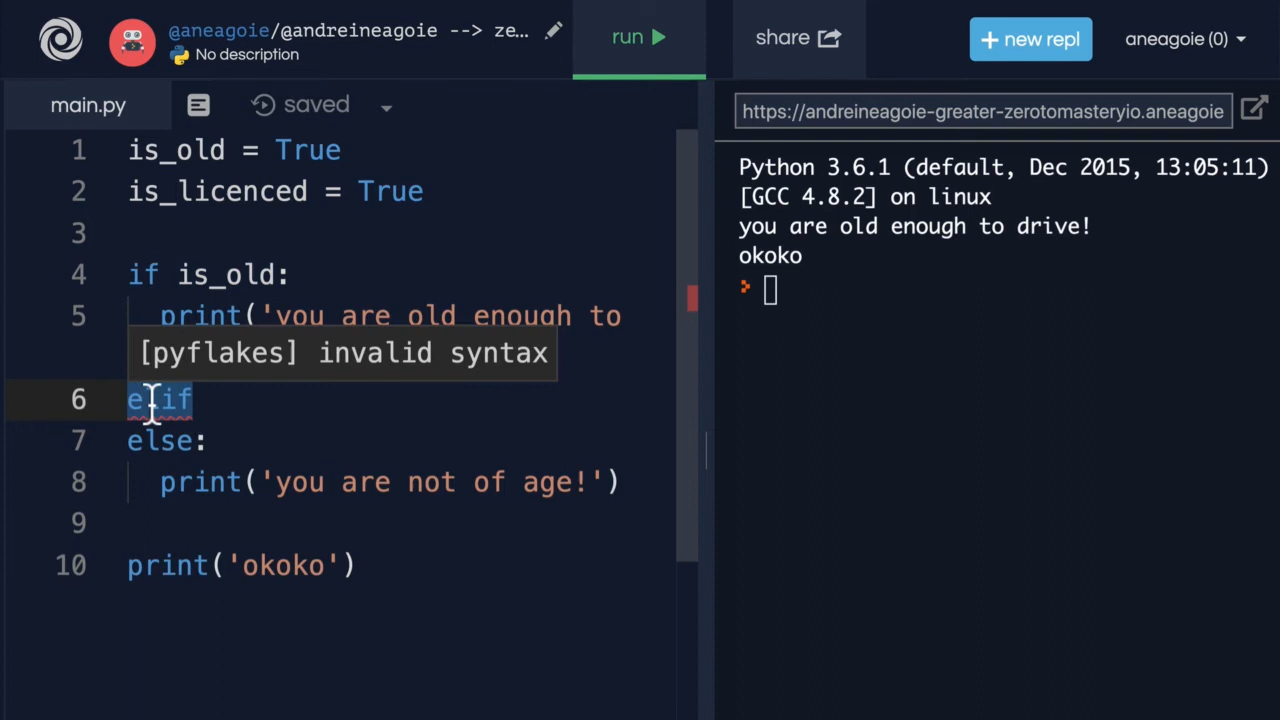 @aneagoie/@andreineagoie --> ze...
No description
run
share
+ new repl
aneagoie (0)
main.py
saved
https://andreineagoie-greater-zerotomasteryio.aneagoie
1 is_old = True
2 is_licenced = True
3
4 if is_old:
5 print('you are old enough to
[pyflakes] invalid syntax
6 elif
7 else:
8 print('you are not of age!')
9
10 print('okoko')
Python 3.6.1 (default, Dec 2015, 13:05:11)
[GCC 4.8.2] on linux
you are old enough to drive!
okoko